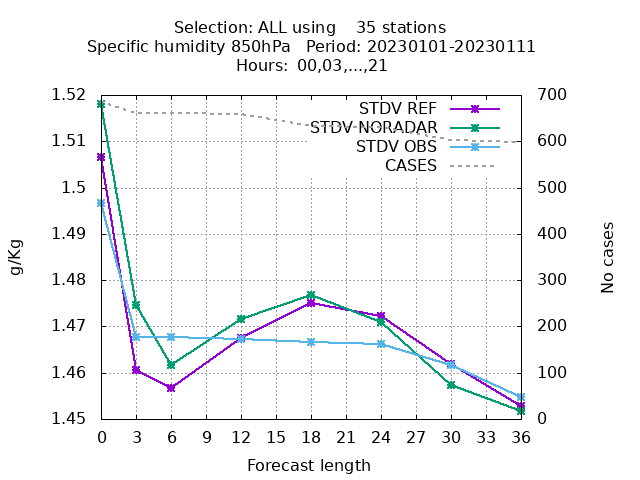 Selection: ALL using    35 stations
Specific humidity 850hPa   Period: 20230101-20230111
Hours: 00,03,...,21
1.52
1.51
1.5
1.49
1.48
1.47
1.46
1.45
g/Kg
STDV REF
STDV NORADAR
STDV OBS
CASES
700
600
500
400
300
200
100
0
No cases
0 3 6 9 12 15 18 21 24 27 30 33 36
Forecast length